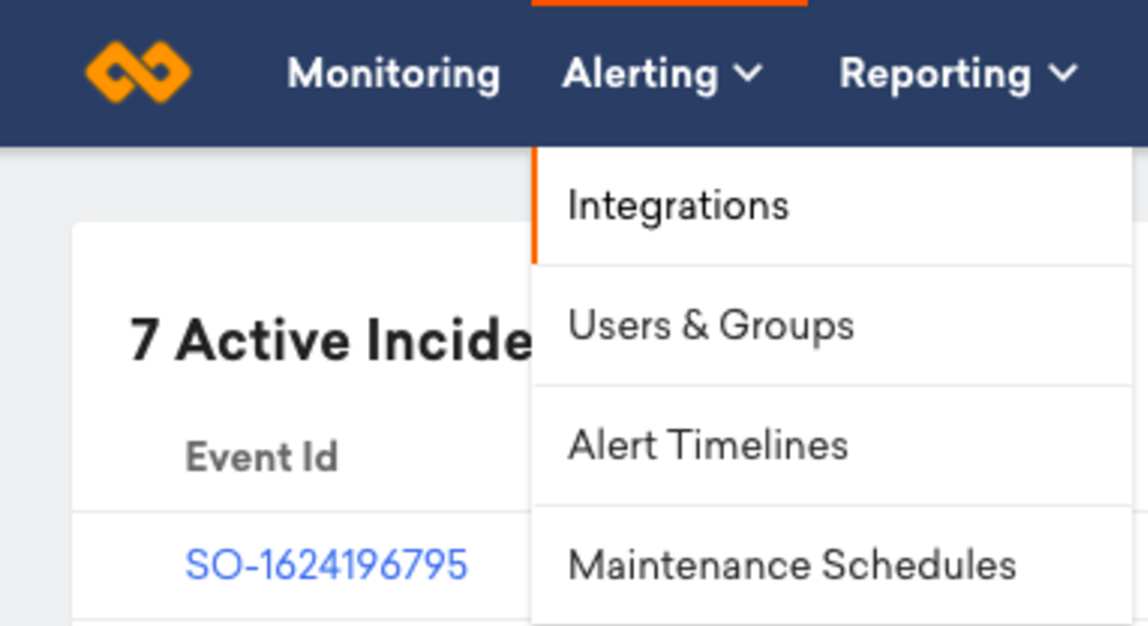 Monitoring Alerting Reporting
Integrations
Users & Groups
7 Active Incide
Alert Timelines
Event Id
Maintenance Schedules
SO-1624196795